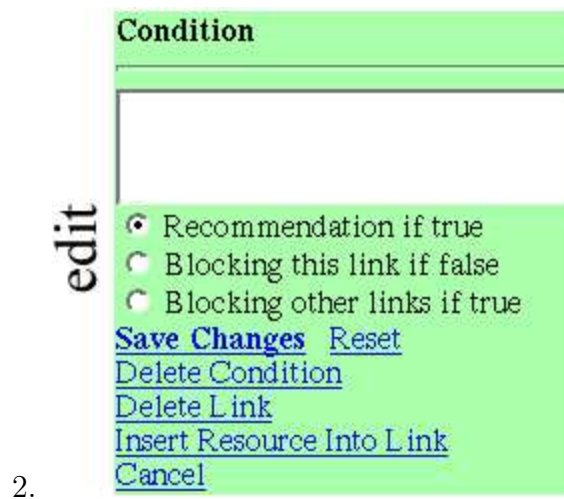 Condition
edit
Recommendation if true
Blocking this link if false
Blocking other links if true
Save Changes Reset
Delete Condition
Delete Link
Insert Resource Into Link
Cancel
2.